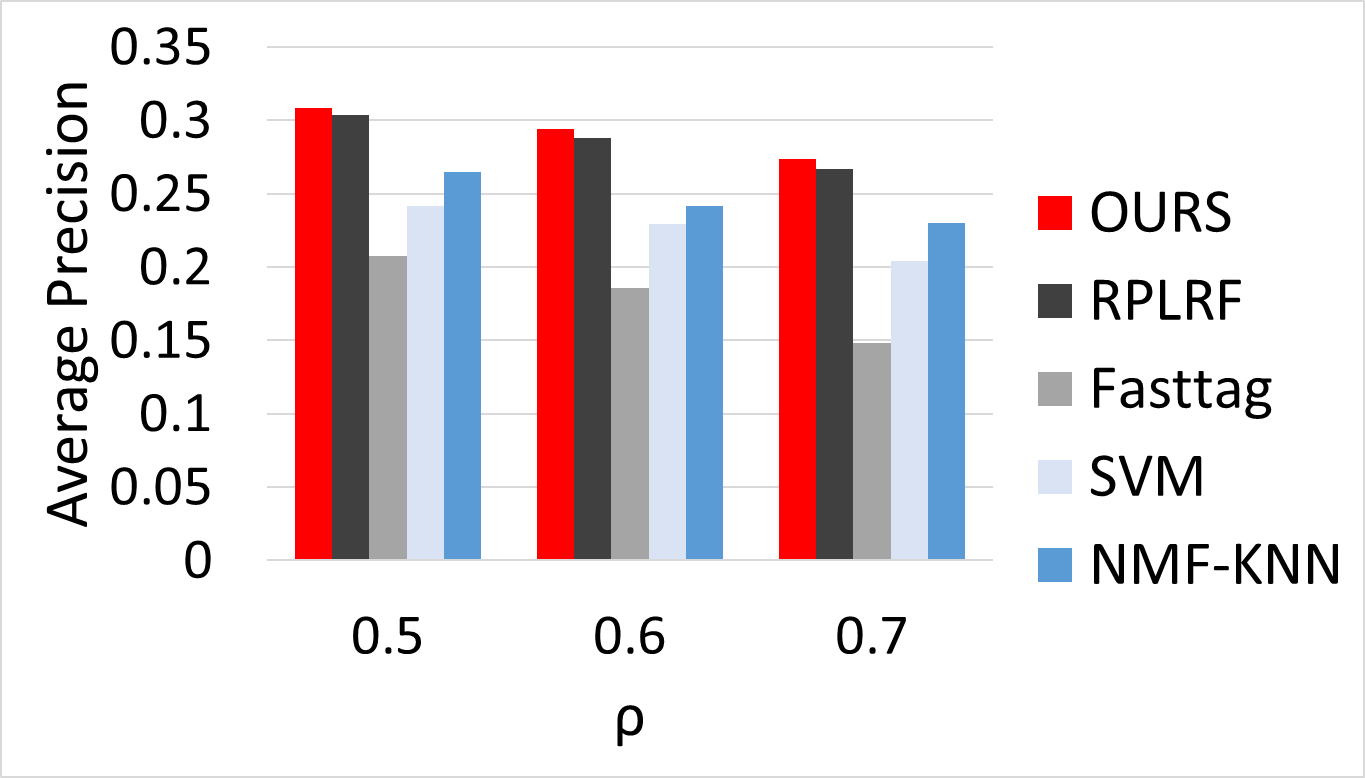 Average Precision
0.35
0.3
0.25
0.2
0.15
0.1
0.05
0
0.5 0.6 0.7
ρ
OURS
RPLRF
Fasttag
SVM
NMF-KNN